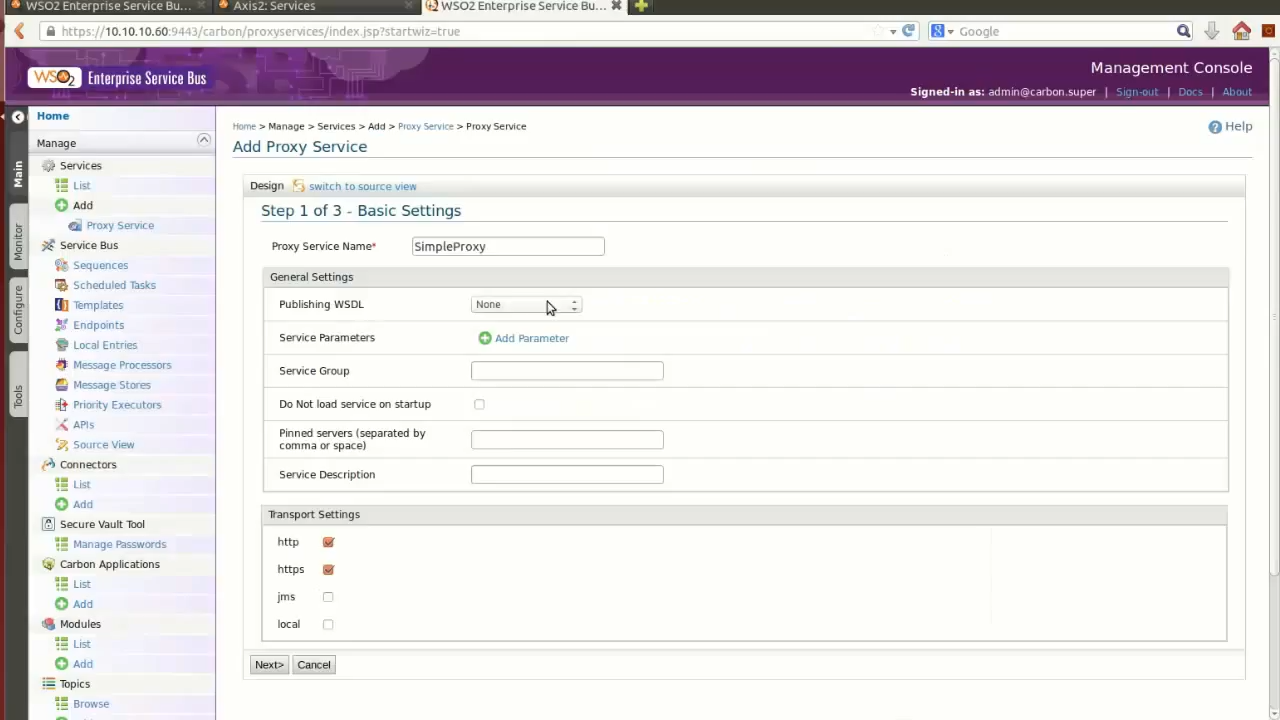 WSO2 Enterprise Service Bu...
Axis2: Services
WSO2 Enterprise Service Bu...
https://10.10.10.60:9443/carbon/proxyservices/index.jsp?startwiz=true
Google
WSO2 Enterprise Service Bus
Management Console
Signed-in as: admin@carbon.super | Sign-out | Docs | About
Main
Monitor
Configure
Tools
Home
Manage
Services
List
Add
Proxy Service
Service Bus
Sequences
Scheduled Tasks
Templates
Endpoints
Local Entries
Message Processors
Message Stores
Priority Executors
APIs
Source View
Connectors
List
Add
Secure Vault Tool
Manage Passwords
Carbon Applications
List
Add
Modules
List
Add
Topics
Browse
Home > Manage > Services > Add > Proxy Service > Proxy Service
Help
Add Proxy Service
Design switch to source view
Step 1 of 3 - Basic Settings
Proxy Service Name* SimpleProxy
General Settings
Publishing WSDL None
Service Parameters Add Parameter
Service Group
Do Not load service on startup
Pinned servers (separated by
comma or space)
Service Description
Transport Settings
http
https
jms
local
Next> Cancel